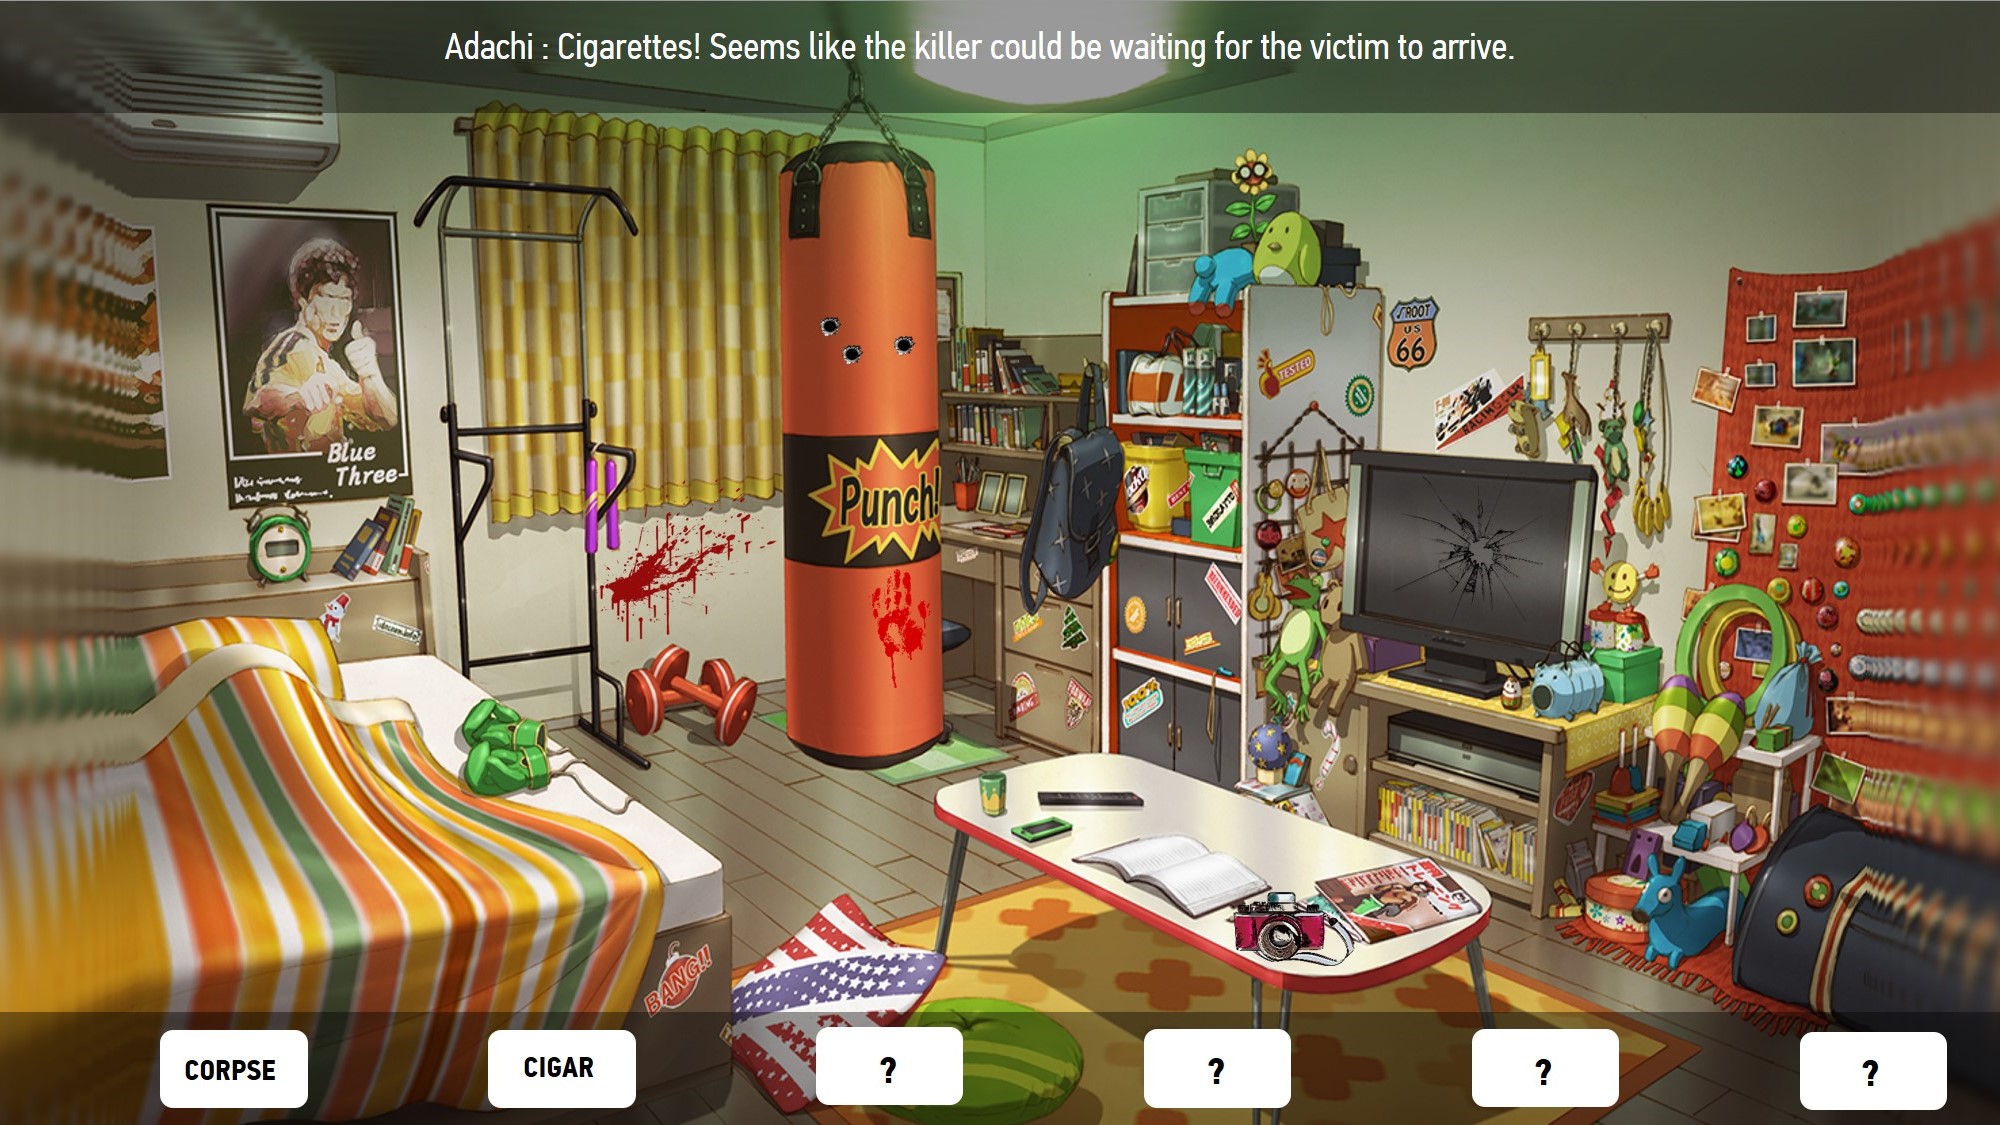 Adachi : Cigarettes! Seems like the killer could be waiting for the victim to arrive.
ROOT
US
66
TESTED
Blue
Three
Punch!
BANG!!
CORPSE
CIGAR
?
?
?
?